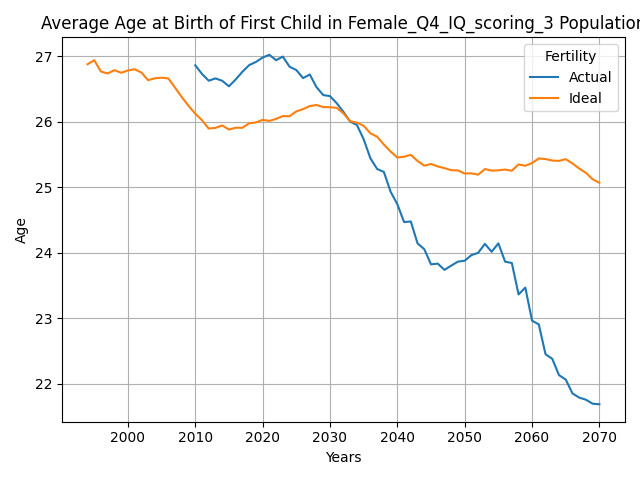 Average Age at Birth of First Child in Female_Q4_IQ_scoring_3 Population
Fertility
Actual
Ideal
Age
27
26
25
24
23
22
2000 2010 2020 2030 2040 2050 2060 2070
Years